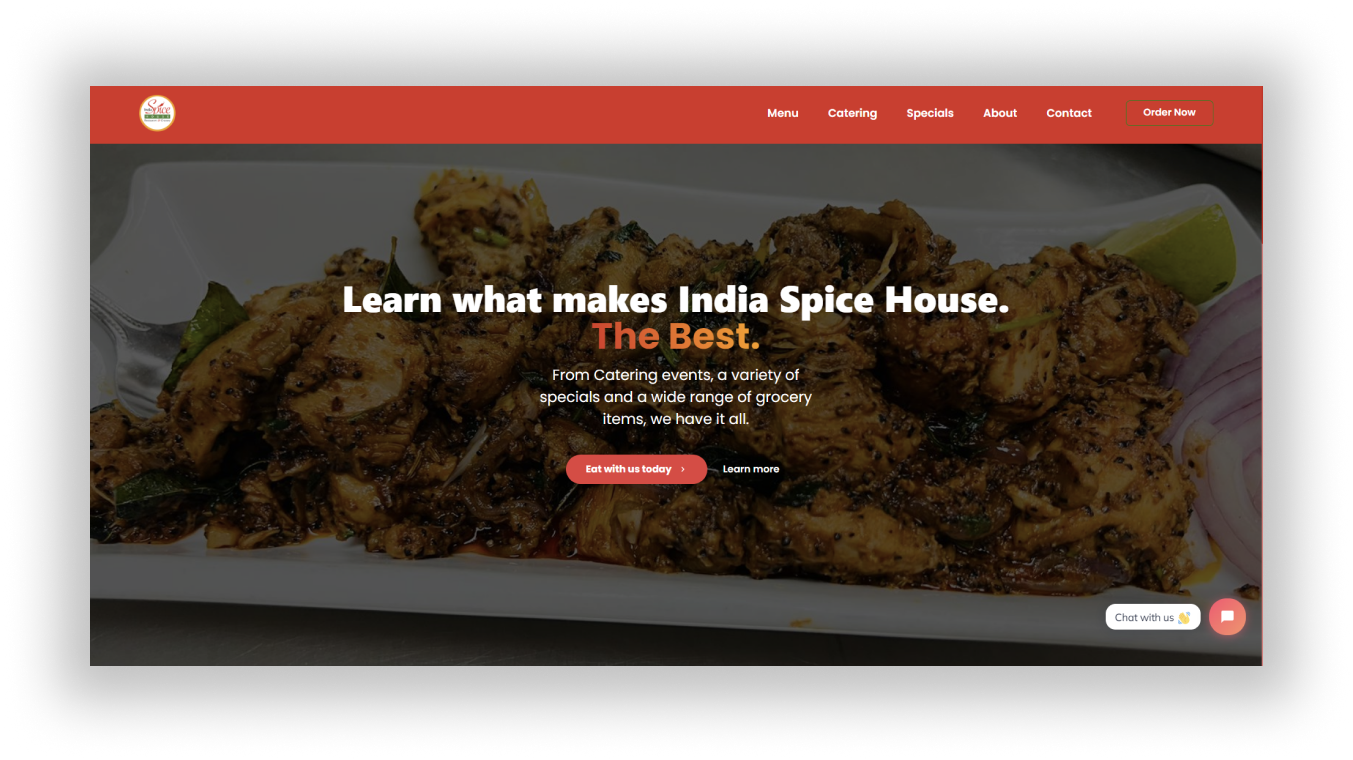 Spice
Menu
Catering
Specials
About
Contact
Order Now
Learn what makes India Spice House.
The Best.
From Catering events, a variety of
specials and a wide range of grocery
items, we have it all.
Eat with us today
Learn more
Chat with us 👋